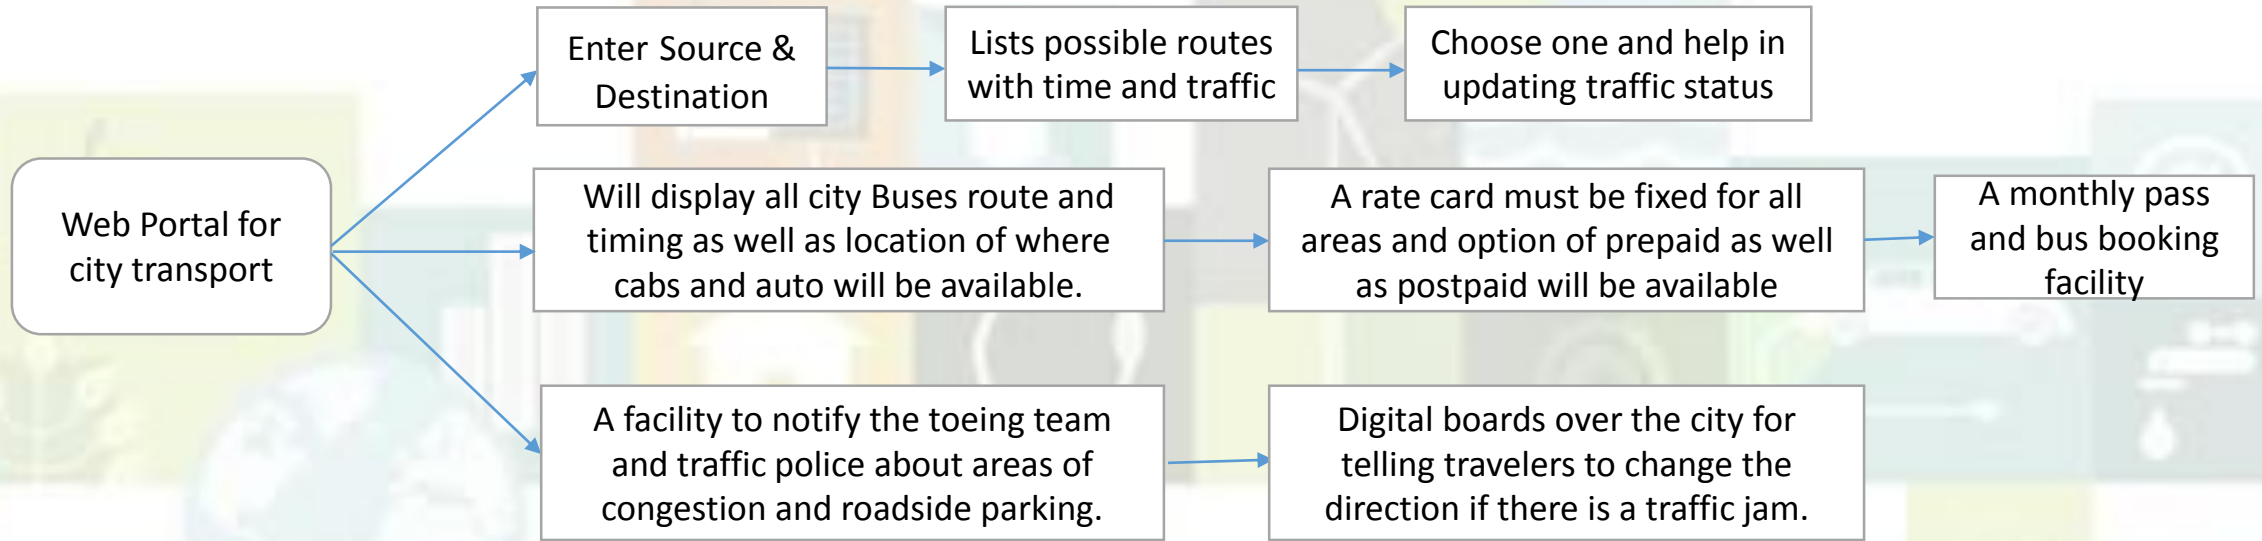 Web Portal for
city transport
Enter Source &
Destination
Lists possible routes
with time and traffic
Choose one and help in
updating traffic status
Will display all city Buses route and
timing as well as location of where
cabs and auto will be available.
A rate card must be fixed for all
areas and option of prepaid as well
as postpaid will be available
A monthly pass
and bus booking
facility
A facility to notify the toeing team
and traffic police about areas of
congestion and roadside parking.
Digital boards over the city for
telling travelers to change the
direction if there is a traffic jam.